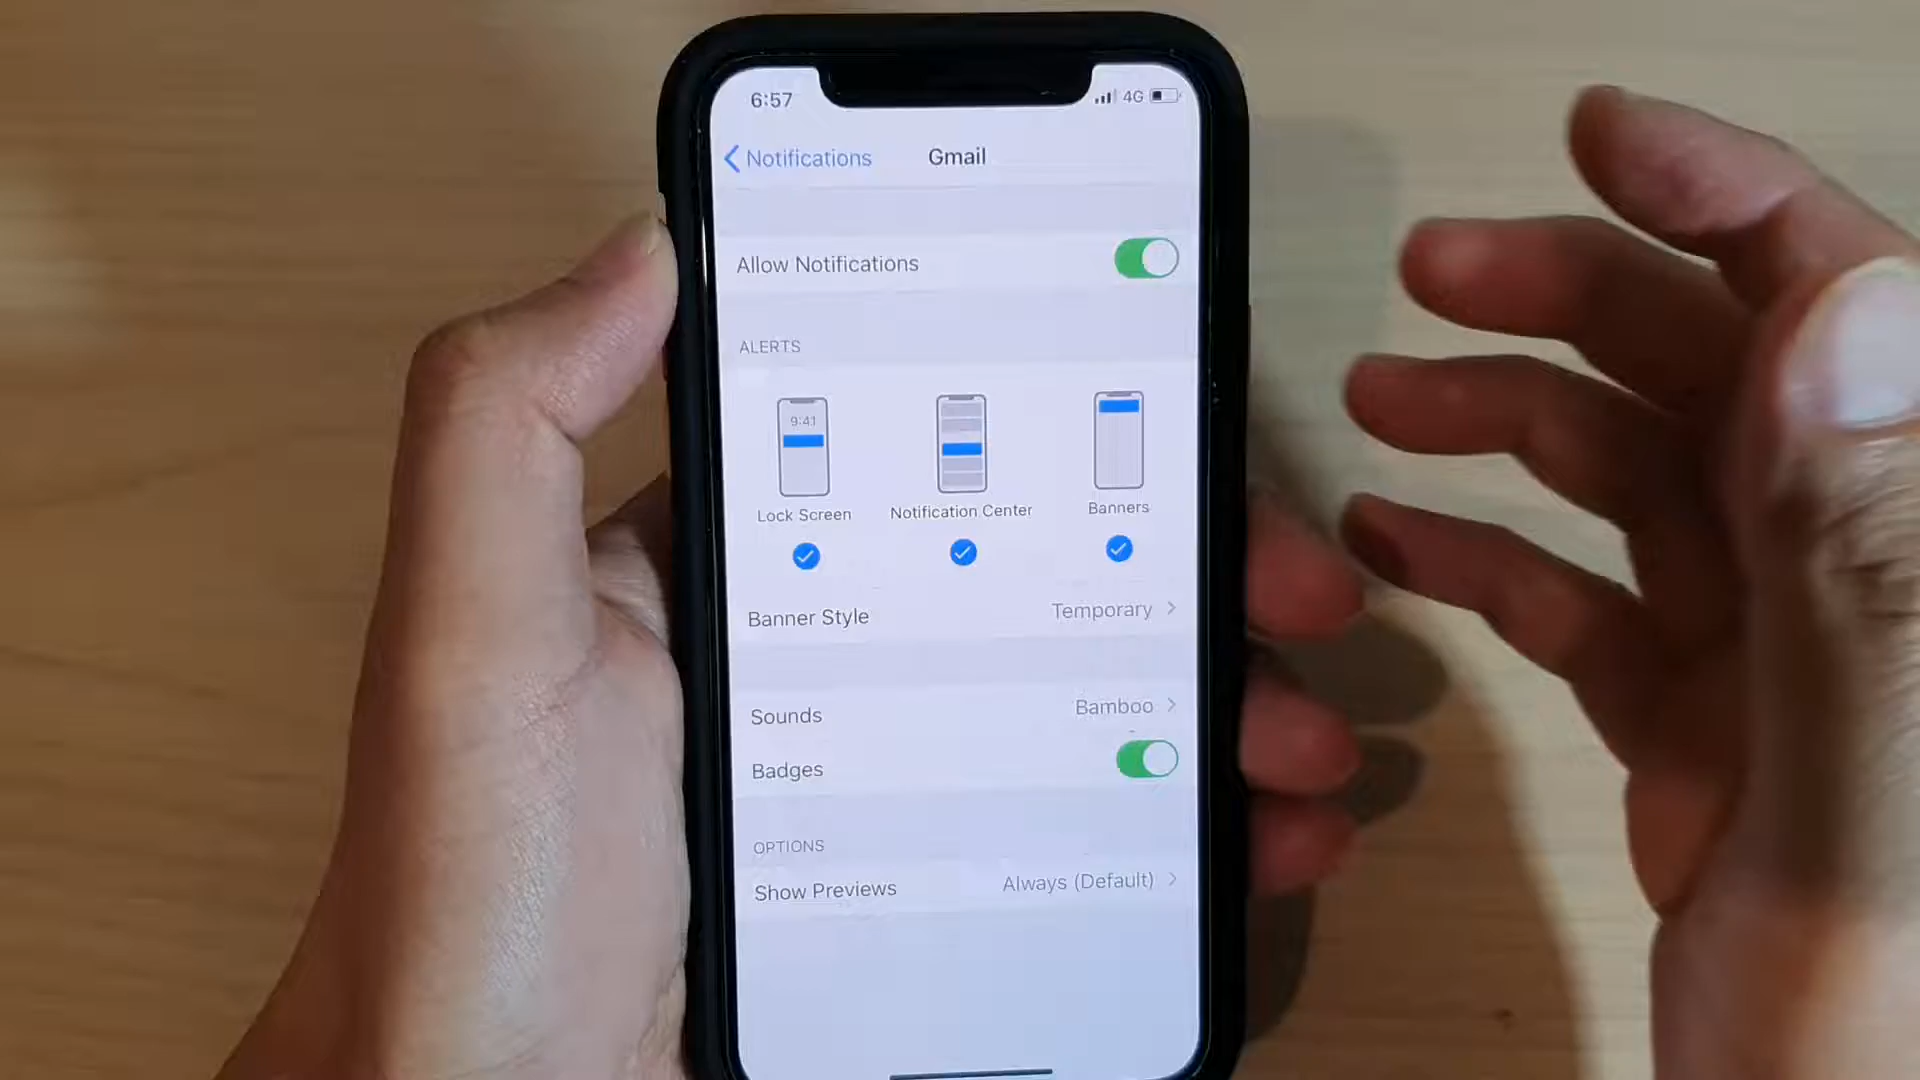 6:57
4G
Notifications
Gmail
Allow Notifications
ALERTS
9:41
Lock Screen
Notification Center
Banners
Banner Style
Temporary
Sounds
Bamboo
Badges
OPTIONS
Show Previews
Always (Default)